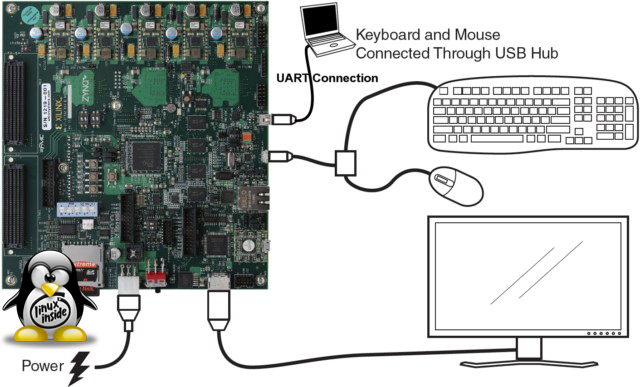 Keyboard and Mouse
Connected Through USB Hub
UART Connection
ZYNQ
XILINX
linux
inside
Power